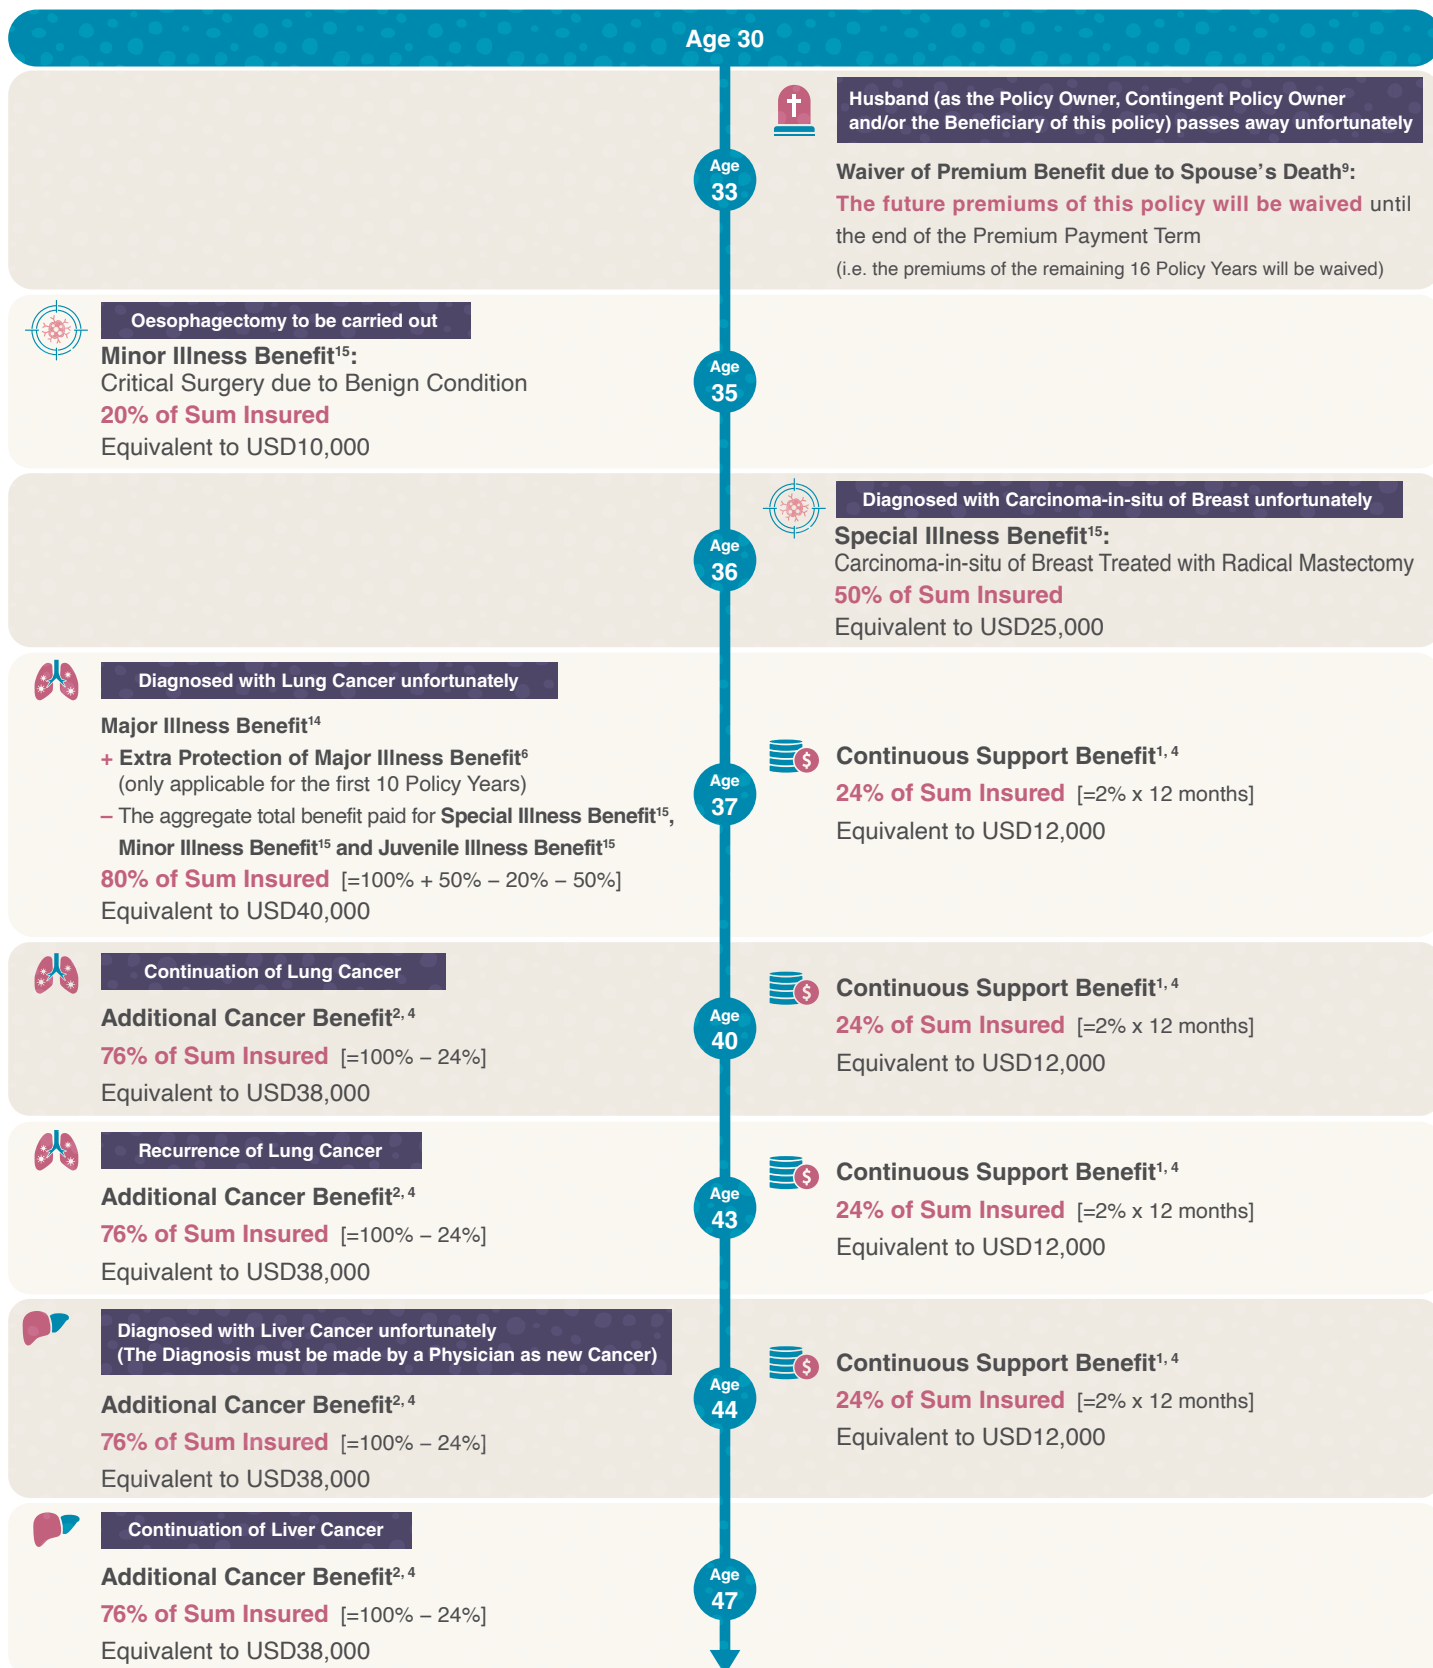 Age 30
Husband (as the Policy Owner, Contingent Policy Owner
and/or the Beneficiary of this policy) passes away unfortunately
Age
33
Waiver of Premium Benefit due to Spouse's Death⁹:
The future premiums of this policy will be waived until
the end of the Premium Payment Term
(i.e. the premiums of the remaining 16 Policy Years will be waived)
Oesophagectomy to be carried out
Minor Illness Benefit¹⁵:
Critical Surgery due to Benign Condition
20% of Sum Insured
Equivalent to USD10,000
Age
35
Diagnosed with Carcinoma-in-situ of Breast unfortunately
Age
36
Special Illness Benefit¹⁵:
Carcinoma-in-situ of Breast Treated with Radical Mastectomy
50% of Sum Insured
Equivalent to USD25,000
Diagnosed with Lung Cancer unfortunately
Major Illness Benefit¹⁴
+ Extra Protection of Major Illness Benefit⁶
(only applicable for the first 10 Policy Years)
– The aggregate total benefit paid for Special Illness Benefit¹⁵,
Minor Illness Benefit¹⁵ and Juvenile Illness Benefit¹⁵
80% of Sum Insured [=100% + 50% – 20% – 50%]
Equivalent to USD40,000
Age
37
Continuous Support Benefit¹, ⁴
24% of Sum Insured [=2% x 12 months]
Equivalent to USD12,000
Continuation of Lung Cancer
Additional Cancer Benefit², ⁴
76% of Sum Insured [=100% – 24%]
Equivalent to USD38,000
Age
40
Continuous Support Benefit¹, ⁴
24% of Sum Insured [=2% x 12 months]
Equivalent to USD12,000
Recurrence of Lung Cancer
Additional Cancer Benefit², ⁴
76% of Sum Insured [=100% – 24%]
Equivalent to USD38,000
Age
43
Continuous Support Benefit¹, ⁴
24% of Sum Insured [=2% x 12 months]
Equivalent to USD12,000
Diagnosed with Liver Cancer unfortunately
(The Diagnosis must be made by a Physician as new Cancer)
Additional Cancer Benefit², ⁴
76% of Sum Insured [=100% – 24%]
Equivalent to USD38,000
Age
44
Continuous Support Benefit¹, ⁴
24% of Sum Insured [=2% x 12 months]
Equivalent to USD12,000
Continuation of Liver Cancer
Additional Cancer Benefit², ⁴
76% of Sum Insured [=100% – 24%]
Equivalent to USD38,000
Age
47